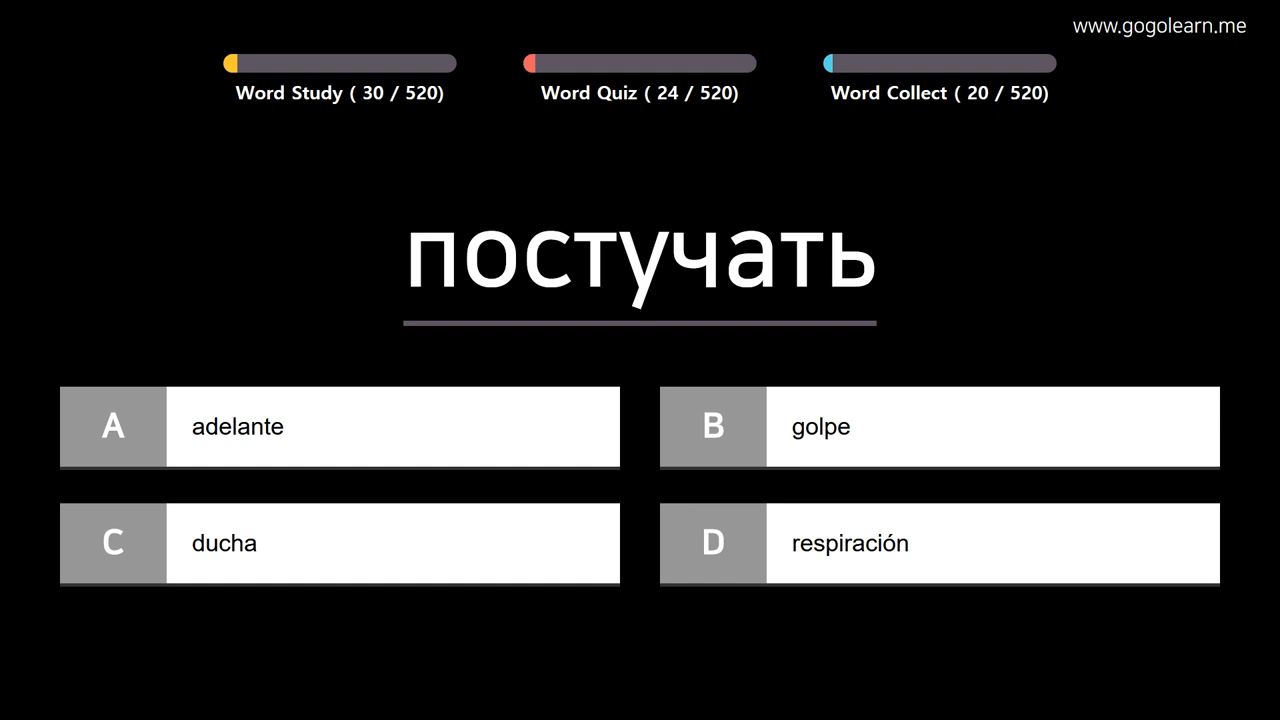 www.gogolearn.me
Word Study ( 30 / 520)
Word Quiz ( 24 / 520)
Word Collect ( 20 / 520)
постучать
A adelante
B golpe
C ducha
D respiración